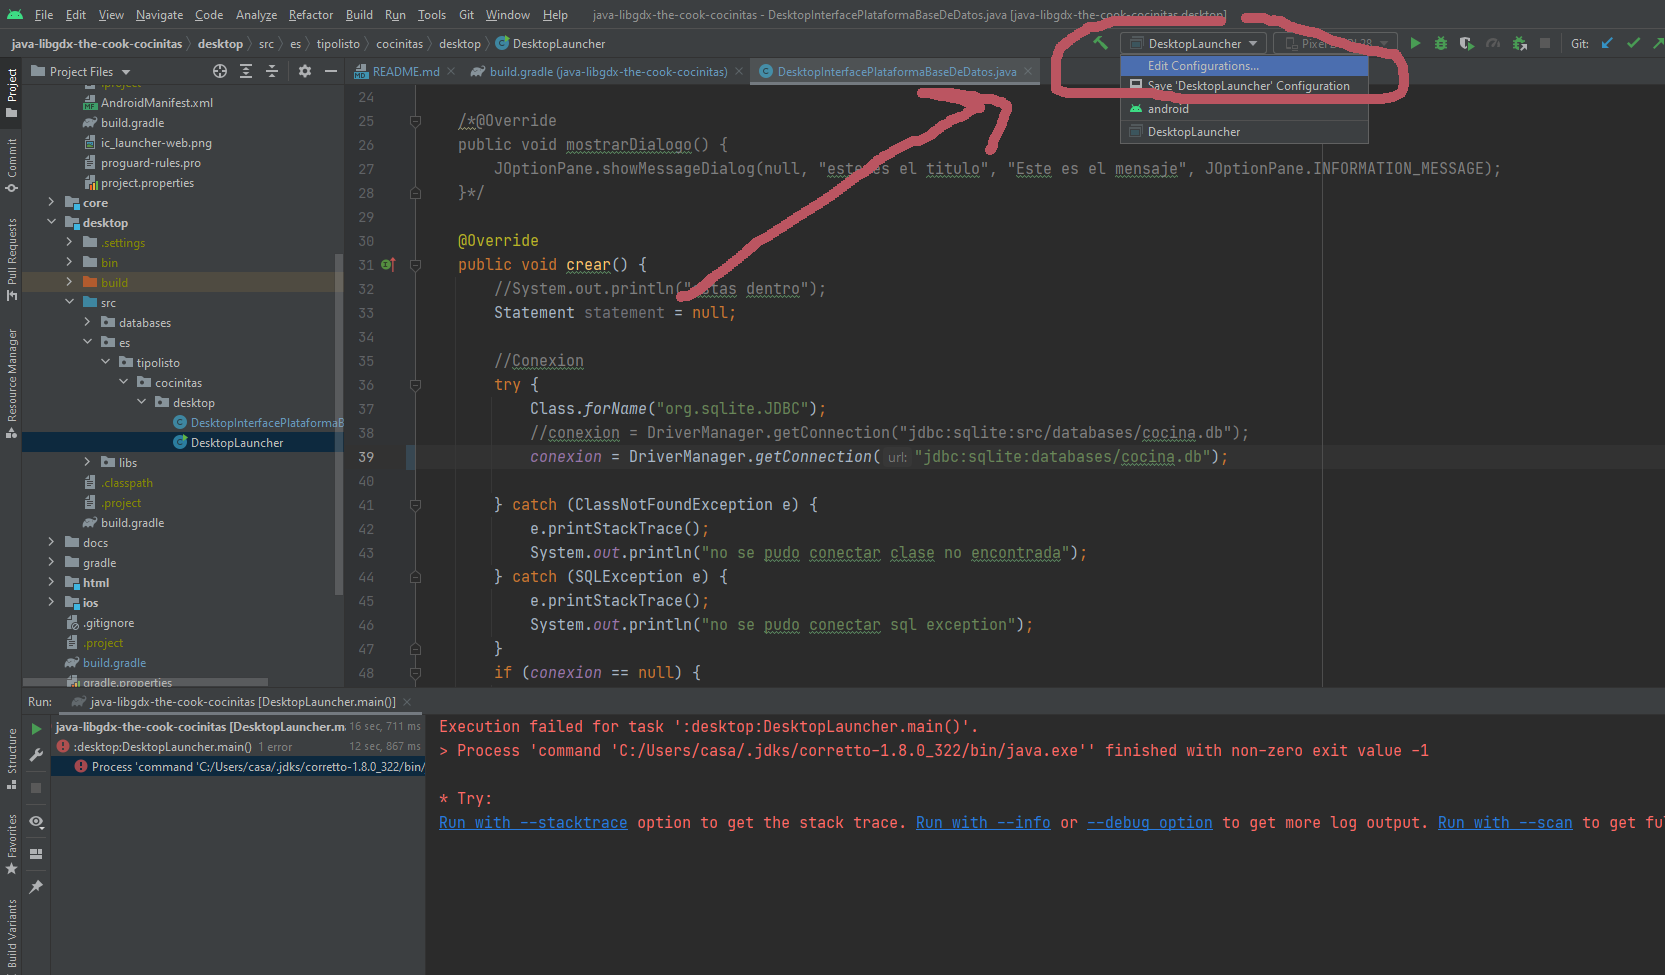 File Edit View Navigate Code Analyze Refactor Build Run Tools Git Window Help java-libgdx-the-cook-cocinitas - DesktopInterfacePlataformaBaseDeDatos.java [java-libgdx-the-cook-cocinitas.desktop]
java-libgdx-the-cook-cocinitas desktop src es tipolisto cocinitas desktop DesktopLauncher
DesktopLauncher
Git:
Edit Configurations...
Save 'DesktopLauncher' Configuration
android
DesktopLauncher
Project
Commit
Pull Requests
Resource Manager
Structure
Favorites
Build Variants
Project Files
README.md build.gradle (java-libgdx-the-cook-cocinitas) DesktopInterfacePlataformaBaseDeDatos.java
AndroidManifest.xml
build.gradle
ic_launcher-web.png
proguard-rules.pro
project.properties
core
desktop
.settings
bin
build
src
databases
es
tipolisto
cocinitas
desktop
DesktopInterfacePlataformaB
DesktopLauncher
libs
.classpath
.project
build.gradle
docs
gradle
html
ios
.gitignore
.project
build.gradle
gradle.properties
24
25 /*@Override
26 public void mostrarDialogo() {
27 JOptionPane.showMessageDialog(null, "este es el titulo", "Este es el mensaje", JOptionPane.INFORMATION_MESSAGE);
28 }*/
29
30 @Override
31 public void crear() {
32 //System.out.println("estas dentro");
33 Statement statement = null;
34
35 //Conexion
36 try {
37 Class.forName("org.sqlite.JDBC");
38 //conexion = DriverManager.getConnection("jdbc:sqlite:src/databases/cocina.db");
39 conexion = DriverManager.getConnection( url: "jdbc:sqlite:databases/cocina.db");
40
41 } catch (ClassNotFoundException e) {
42 e.printStackTrace();
43 System.out.println("no se pudo conectar clase no encontrada");
44 } catch (SQLException e) {
45 e.printStackTrace();
46 System.out.println("no se pudo conectar sql exception");
47 }
48 if (conexion == null) {
Run: java-libgdx-the-cook-cocinitas [DesktopLauncher.main()]
java-libgdx-the-cook-cocinitas [DesktopLauncher.m 16 sec, 711 ms
:desktop:DesktopLauncher.main() 1 error 12 sec, 867 ms
Process 'command 'C:/Users/casa/.jdks/corretto-1.8.0_322/bin/
Execution failed for task ':desktop:DesktopLauncher.main()'.
> Process 'command 'C:/Users/casa/.jdks/corretto-1.8.0_322/bin/java.exe'' finished with non-zero exit value -1
* Try:
Run with --stacktrace option to get the stack trace. Run with --info or --debug option to get more log output. Run with --scan to get fu